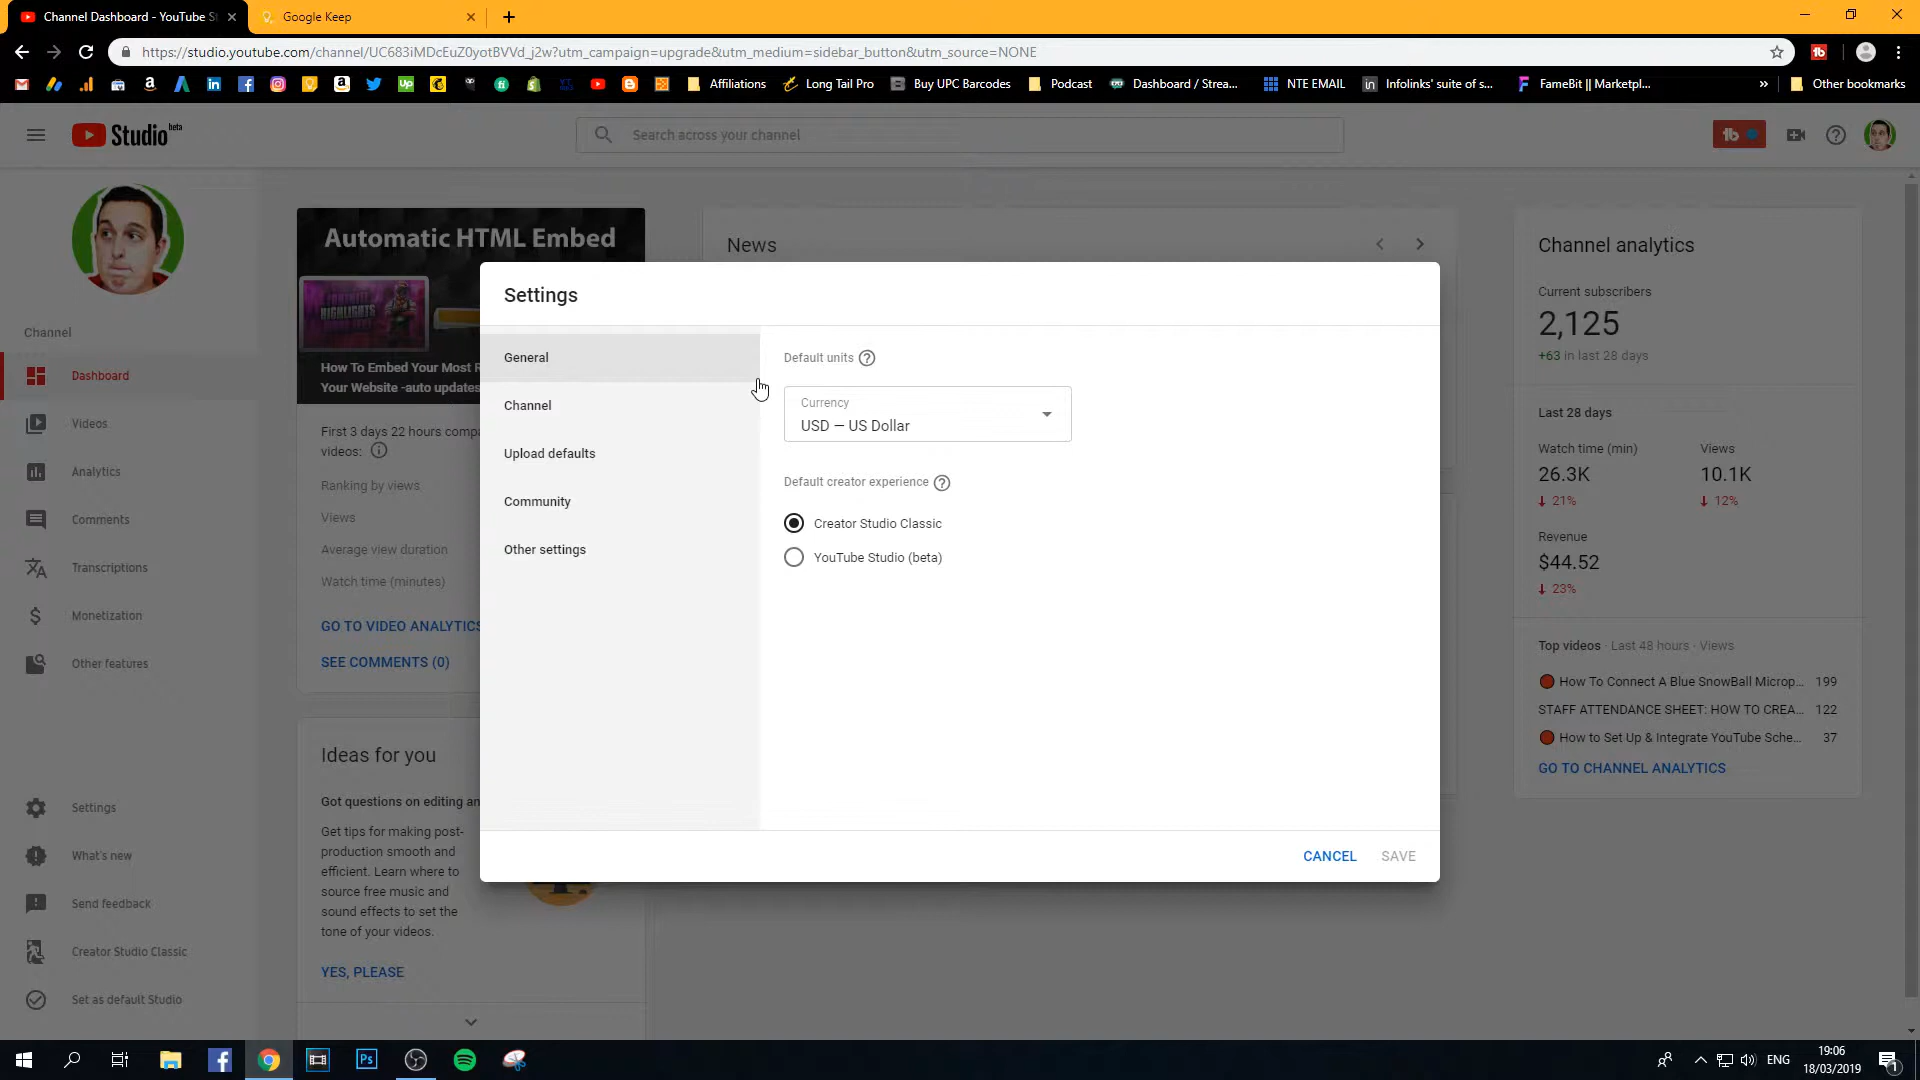 Channel Dashboard - YouTube S
Google Keep
https://studio.youtube.com/channel/UC683iMDcEuZ0yotBVVd_j2w?utm_campaign=upgrade&utm_medium=sidebar_button&utm_source=NONE
Affiliations
Long Tail Pro
Buy UPC Barcodes
Podcast
Dashboard / Strea...
NTE EMAIL
Infolinks' suite of s...
FameBit || Marketpl...
Other bookmarks
Studio beta
Search across your channel
Channel
Dashboard
Videos
Analytics
Comments
Transcriptions
Monetization
Other features
Settings
What's new
Send feedback
Creator Studio Classic
Set as default Studio
Automatic HTML Embed
HIGHLIGHTS
How To Embed Your Most R
Your Website -auto updates
First 3 days 22 hours compa
videos:
Ranking by views
Views
Average view duration
Watch time (minutes)
GO TO VIDEO ANALYTICS
SEE COMMENTS (0)
Ideas for you
Got questions on editing an
Get tips for making post-
production smooth and
efficient. Learn where to
source free music and
sound effects to set the
tone of your videos.
YES, PLEASE
News
Settings
General
Channel
Upload defaults
Community
Other settings
Default units
Currency
USD — US Dollar
Default creator experience
Creator Studio Classic
YouTube Studio (beta)
CANCEL
SAVE
Channel analytics
Current subscribers
2,125
+63 in last 28 days
Last 28 days
Watch time (min)
Views
26.3K
10.1K
21%
12%
Revenue
$44.52
23%
Top videos · Last 48 hours · Views
How To Connect A Blue SnowBall Microp... 199
STAFF ATTENDANCE SHEET: HOW TO CREA... 122
How to Set Up & Integrate YouTube Sche... 37
GO TO CHANNEL ANALYTICS
ENG
19:06
18/03/2019